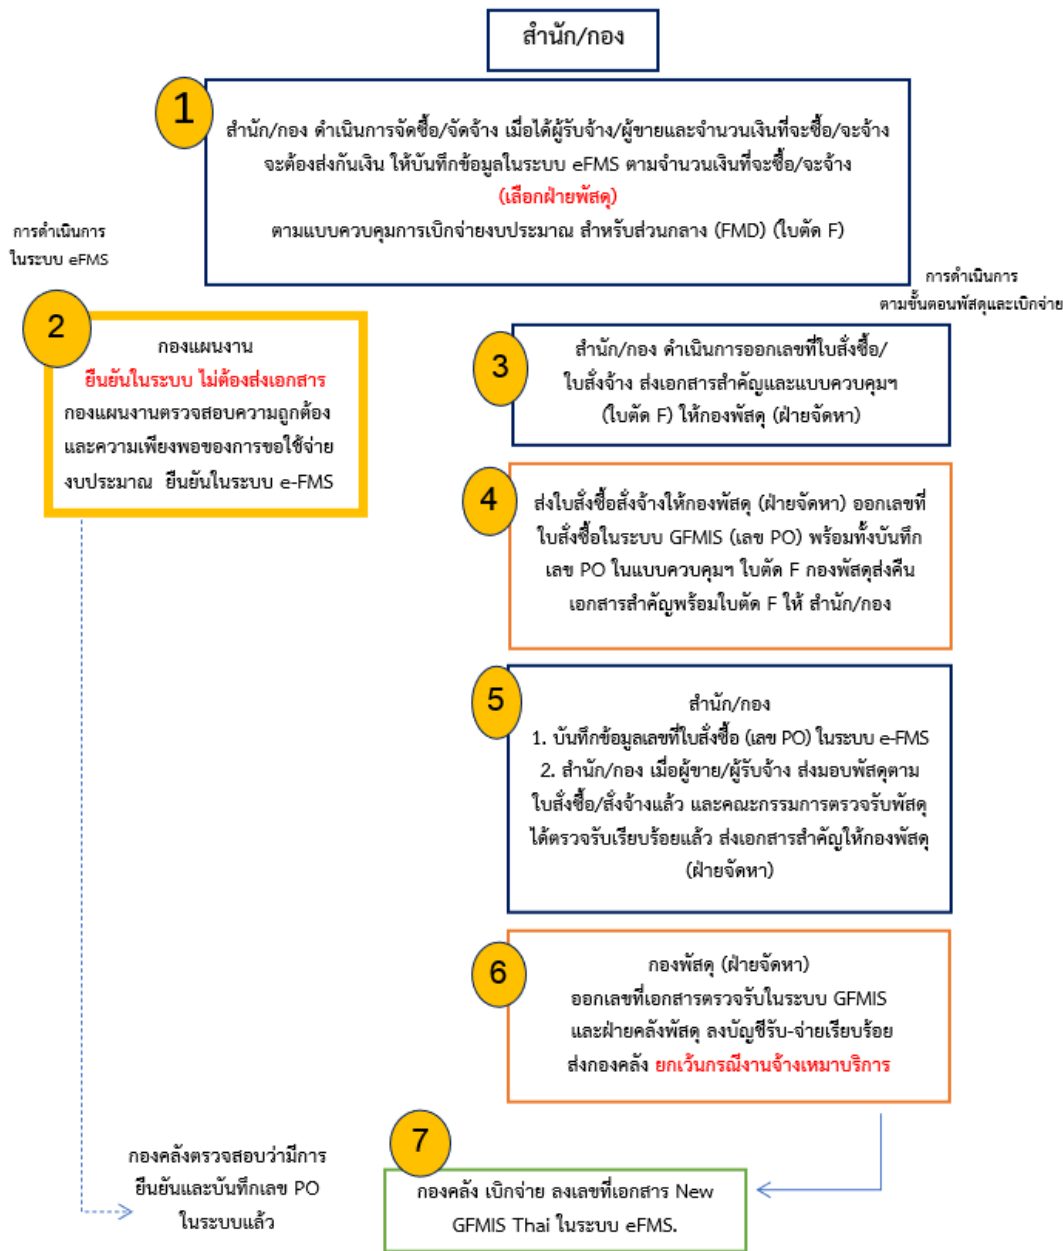 สำนัก/กอง
1
สำนัก/กอง ดำเนินการจัดซื้อ/จัดจ้าง เมื่อได้ผู้รับจ้าง/ผู้ขายและจำนวนเงินที่จะซื้อ/จะจ้าง
จะต้องส่งกันเงิน ให้บันทึกข้อมูลในระบบ eFMS ตามจำนวนเงินที่จะซื้อ/จะจ้าง
(เลือกฝ่ายพัสดุ)
ตามแบบควบคุมการเบิกจ่ายงบประมาณ สำหรับส่วนกลาง (FMD) (ใบตัด F)
การดำเนินการ
ในระบบ eFMS
การดำเนินการ
ตามขั้นตอนพัสดุและเบิกจ่าย
2
กองแผนงาน
ยืนยันในระบบ ไม่ต้องส่งเอกสาร
กองแผนงานตรวจสอบความถูกต้อง
และความเพียงพอของการขอใช้จ่าย
งบประมาณ ยืนยันในระบบ e-FMS
3
สำนัก/กอง ดำเนินการออกเลขที่ใบสั่งซื้อ/
ใบสั่งจ้าง ส่งเอกสารสำคัญและแบบควบคุมฯ
(ใบตัด F) ให้กองพัสดุ (ฝ่ายจัดหา)
4
ส่งใบสั่งซื้อสั่งจ้างให้กองพัสดุ (ฝ่ายจัดหา) ออกเลขที่
ใบสั่งซื้อในระบบ GFMIS (เลข PO) พร้อมทั้งบันทึก
เลข PO ในแบบควบคุมฯ ใบตัด F กองพัสดุส่งคืน
เอกสารสำคัญพร้อมใบตัด F ให้ สำนัก/กอง
5
สำนัก/กอง
1. บันทึกข้อมูลเลขที่ใบสั่งซื้อ (เลข PO) ในระบบ e-FMS
2. สำนัก/กอง เมื่อผู้ขาย/ผู้รับจ้าง ส่งมอบพัสดุตาม
ใบสั่งซื้อ/สั่งจ้างแล้ว และคณะกรรมการตรวจรับพัสดุ
ได้ตรวจรับเรียบร้อยแล้ว ส่งเอกสารสำคัญให้กองพัสดุ
(ฝ่ายจัดหา)
6
กองพัสดุ (ฝ่ายจัดหา)
ออกเลขที่เอกสารตรวจรับในระบบ GFMIS
และฝ่ายคลังพัสดุ ลงบัญชีรับ-จ่ายเรียบร้อย
ส่งกองคลัง ยกเว้นกรณีงานจ้างเหมาบริการ
กองคลังตรวจสอบว่ามีการ
ยืนยันและบันทึกเลข PO
ในระบบแล้ว
7
กองคลัง เบิกจ่าย ลงเลขที่เอกสาร New
GFMIS Thai ในระบบ eFMS.